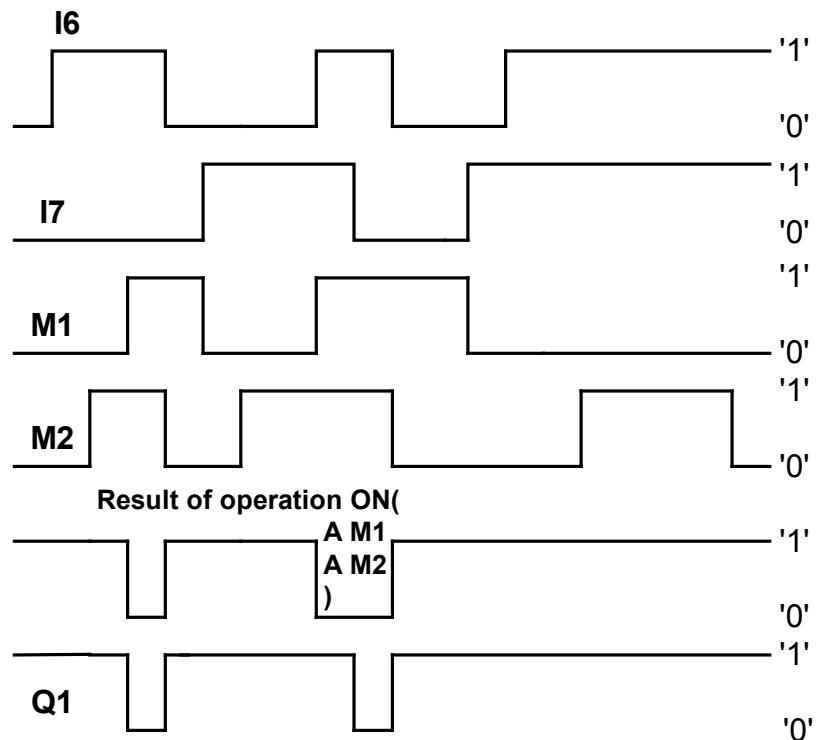 I6
'1'
'0'
'1'
I7
'0'
'1'
M1
'0'
'1'
M2
'0'
Result of operation ON(
A M1
'1'
A M2
)
'0'
'1'
Q1
'0'